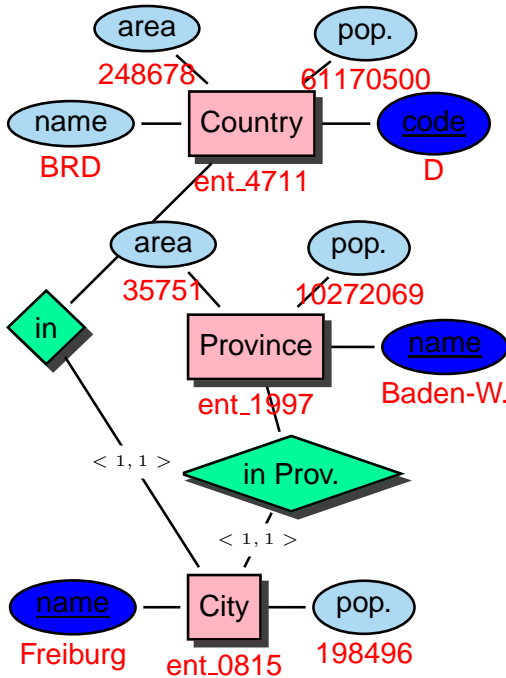 area
pop.
248678
61170500
name
Country
code
BRD
D
ent_4711
area
pop.
35751
10272069
in
Province
name
ent_1997
Baden-W.
< 1, 1 >
in Prov.
< 1, 1 >
name
City
pop.
Freiburg
ent_0815
198496